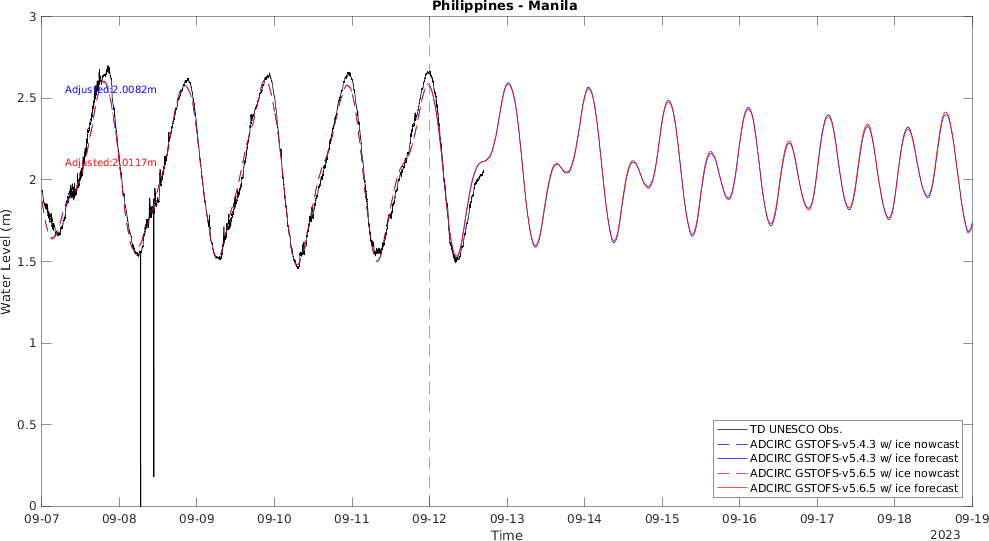 Philippines - Manila
3
2.5
2
1.5
1
0.5
0
Water Level (m)
Adjusted:2.0082m
Adjusted:2.0117m
TD UNESCO Obs.
ADCIRC GSTOFS-v5.4.3 w/ ice nowcast
ADCIRC GSTOFS-v5.4.3 w/ ice forecast
ADCIRC GSTOFS-v5.6.5 w/ ice nowcast
ADCIRC GSTOFS-v5.6.5 w/ ice forecast
09-07 09-08 09-09 09-10 09-11 09-12 09-13 09-14 09-15 09-16 09-17 09-18 09-19
Time
2023